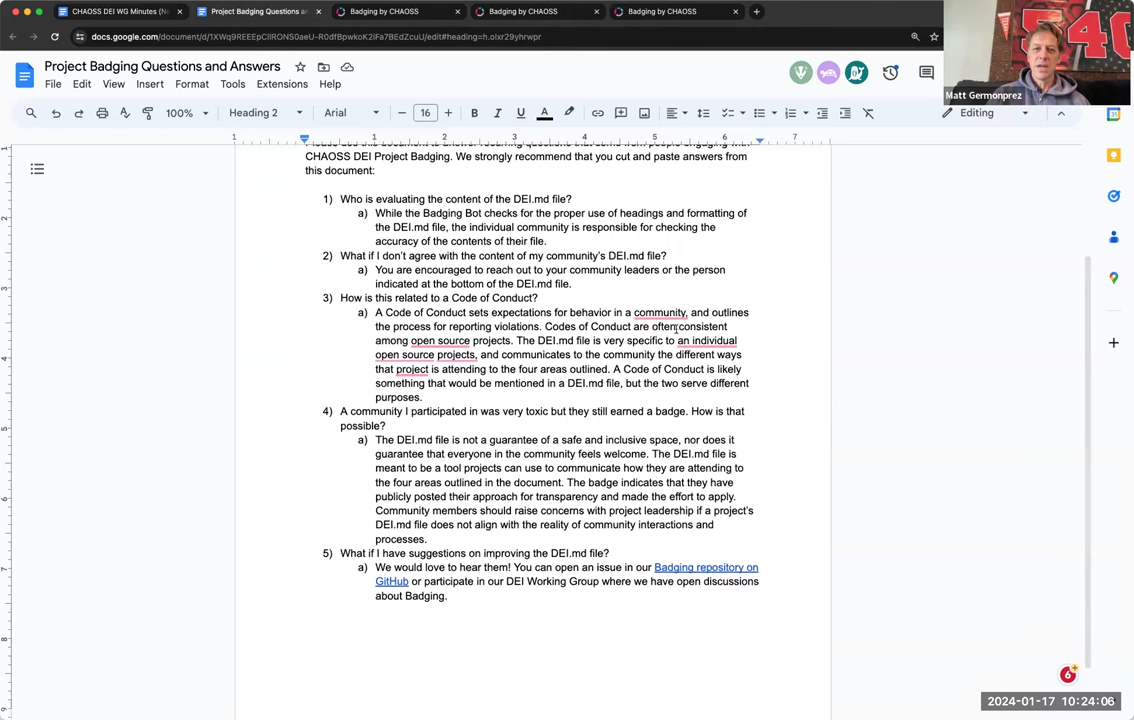 CHAOSS DEI WG Minutes (N
Project Badging Questions an
Badging by CHAOSS
Badging by CHAOSS
Badging by CHAOSS
docs.google.com/document/d/1XWq9REEEpCIlRONS0aeU-R0dfBpwkoK2iFa7BEdZcuU/edit#heading=h.olxr29yhrwpr
Project Badging Questions and Answers
File Edit View Insert Format Tools Extensions Help
100% Heading 2 Arial 16 Editing
Matt Germonprez
CHAOSS DEI Project Badging. We strongly recommend that you cut and paste answers from
this document:
1) Who is evaluating the content of the DEI.md file?
a) While the Badging Bot checks for the proper use of headings and formatting of
the DEI.md file, the individual community is responsible for checking the
accuracy of the contents of their file.
2) What if I don't agree with the content of my community's DEI.md file?
a) You are encouraged to reach out to your community leaders or the person
indicated at the bottom of the DEI.md file.
3) How is this related to a Code of Conduct?
a) A Code of Conduct sets expectations for behavior in a community, and outlines
the process for reporting violations. Codes of Conduct are often consistent
among open source projects. The DEI.md file is very specific to an individual
open source projects, and communicates to the community the different ways
that project is attending to the four areas outlined. A Code of Conduct is likely
something that would be mentioned in a DEI.md file, but the two serve different
purposes.
4) A community I participated in was very toxic but they still earned a badge. How is that
possible?
a) The DEI.md file is not a guarantee of a safe and inclusive space, nor does it
guarantee that everyone in the community feels welcome. The DEI.md file is
meant to be a tool projects can use to communicate how they are attending to
the four areas outlined in the document. The badge indicates that they have
publicly posted their approach for transparency and made the effort to apply.
Community members should raise concerns with project leadership if a project's
DEI.md file does not align with the reality of community interactions and
processes.
5) What if I have suggestions on improving the DEI.md file?
a) We would love to hear them! You can open an issue in our Badging repository on
GitHub or participate in our DEI Working Group where we have open discussions
about Badging.
6
2024-01-17 10:24:06